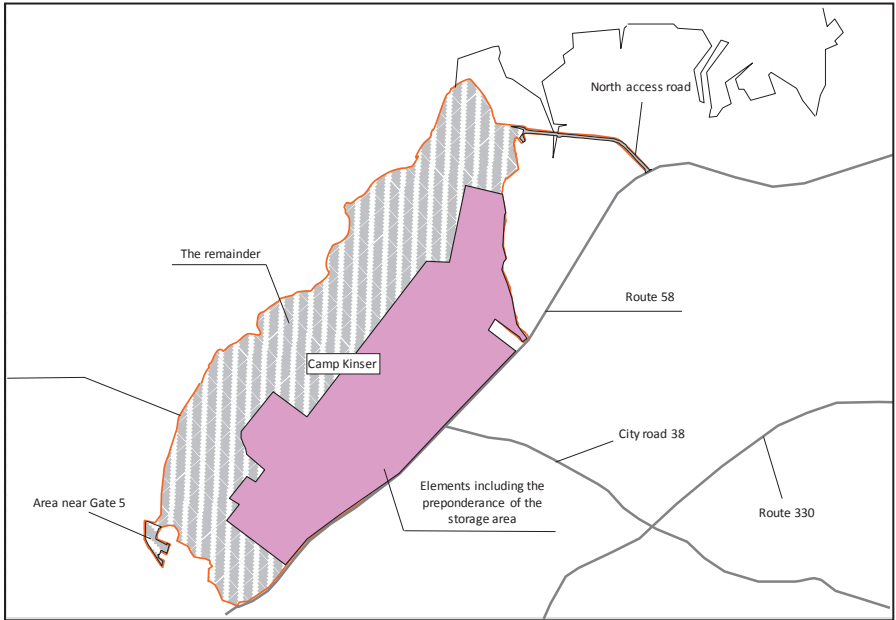 North access road
The remainder
Route 58
Camp Kinser
City road 38
Elements including the
preponderance of the
storage area
Area near Gate 5
Route 330